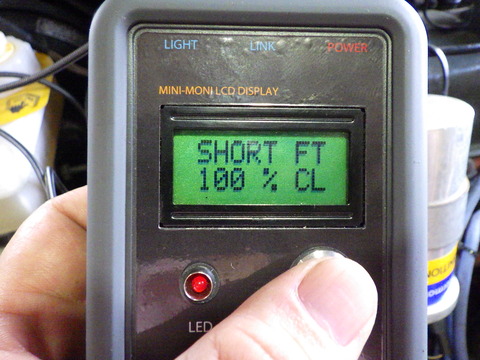 LIGHT LINK POWER
MINI-MONI LCD DISPLAY
SHORT FT
100 % CL
LED